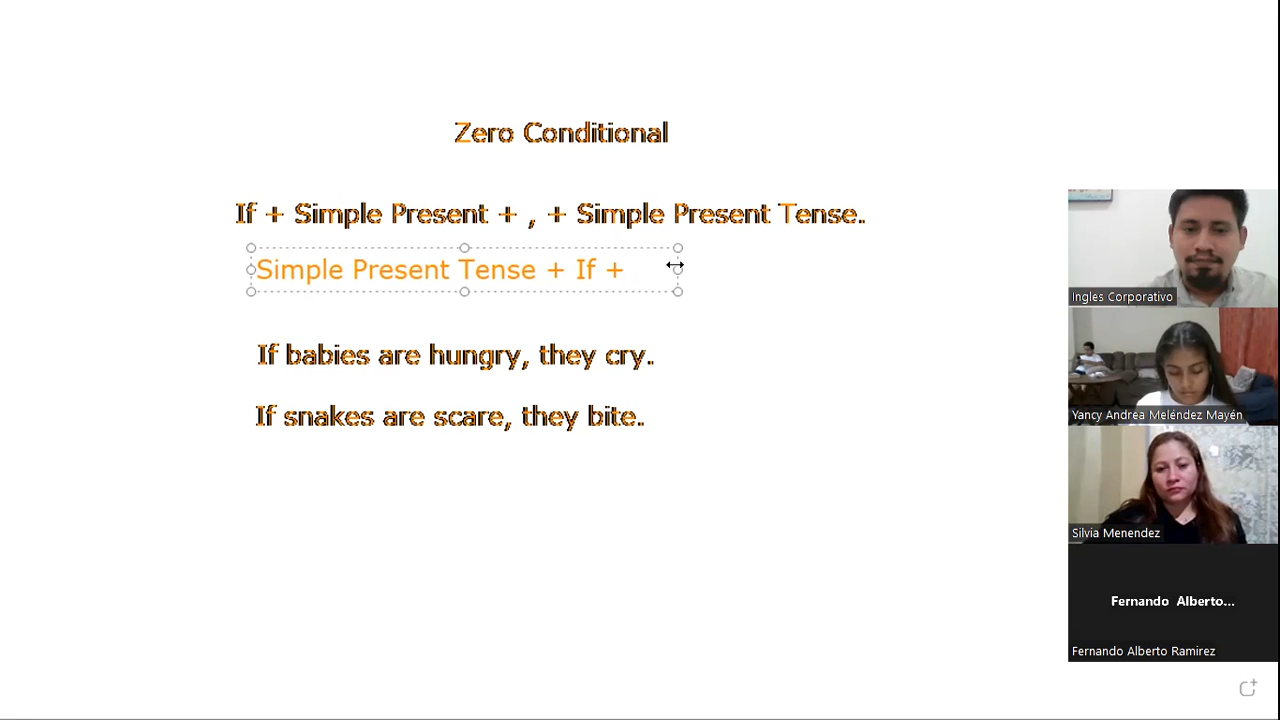 Zero Conditional
If + Simple Present + , + Simple Present Tense.
Simple Present Tense + If +
If babies are hungry, they cry.
If snakes are scare, they bite.
Ingles Corporativo
Yancy Andrea Meléndez Mayén
Silvia Menendez
Fernando Alberto...
Fernando Alberto Ramirez